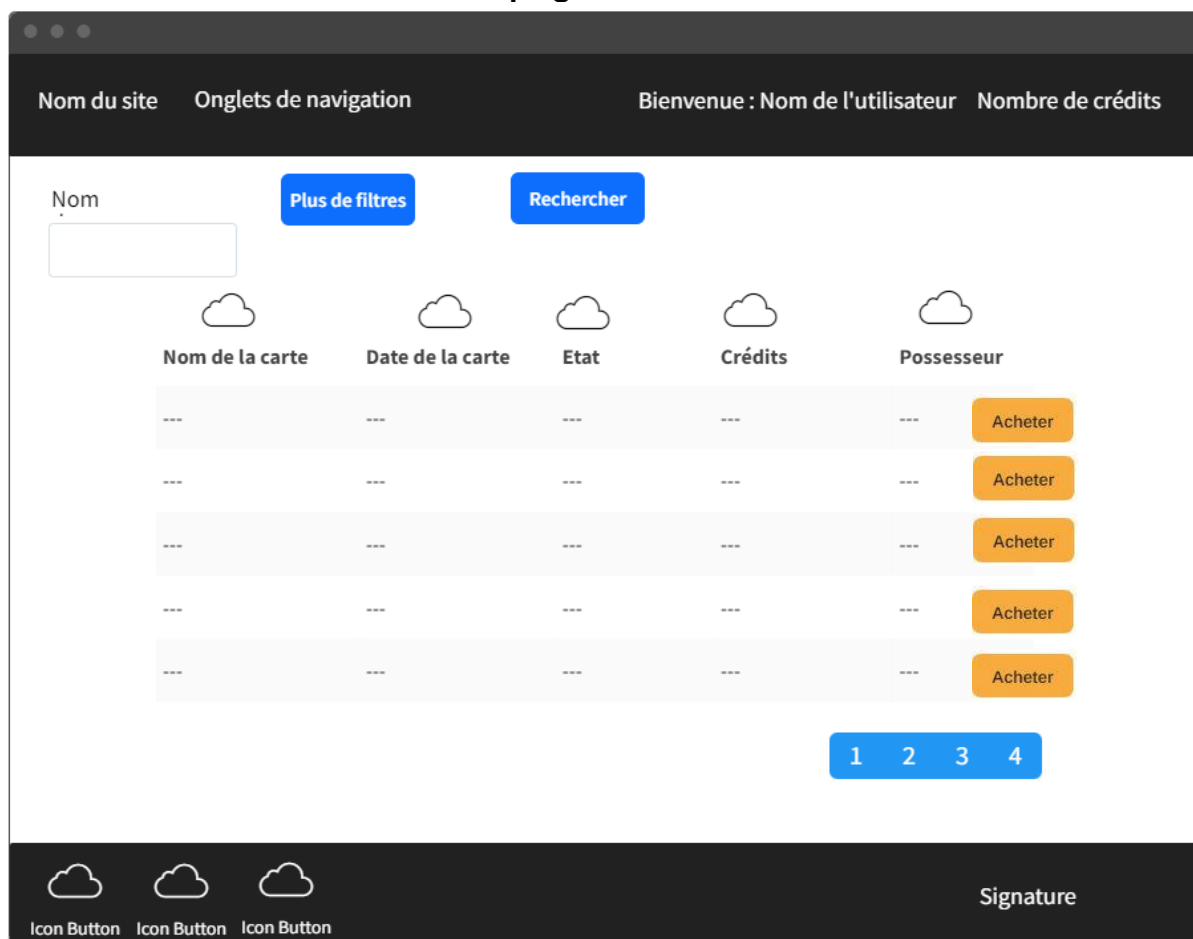 Nom du site Onglets de navigation Bienvenue : Nom de l'utilisateur Nombre de crédits
Nom Plus de filtres Rechercher
Nom de la carte Date de la carte Etat Crédits Possesseur
--- --- --- --- --- Acheter
--- --- --- --- --- Acheter
--- --- --- --- --- Acheter
--- --- --- --- --- Acheter
--- --- --- --- --- Acheter
1 2 3 4
Signature
Icon Button Icon Button Icon Button